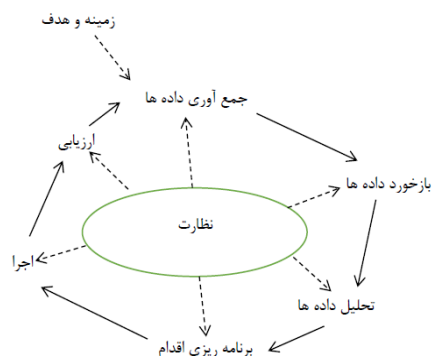 زمینه و هدف
جمع آوری داده ها
ارزیابی
بازخورد داده ها
نظارت
اجرا
تحلیل داده ها
برنامه ریزی اقدام